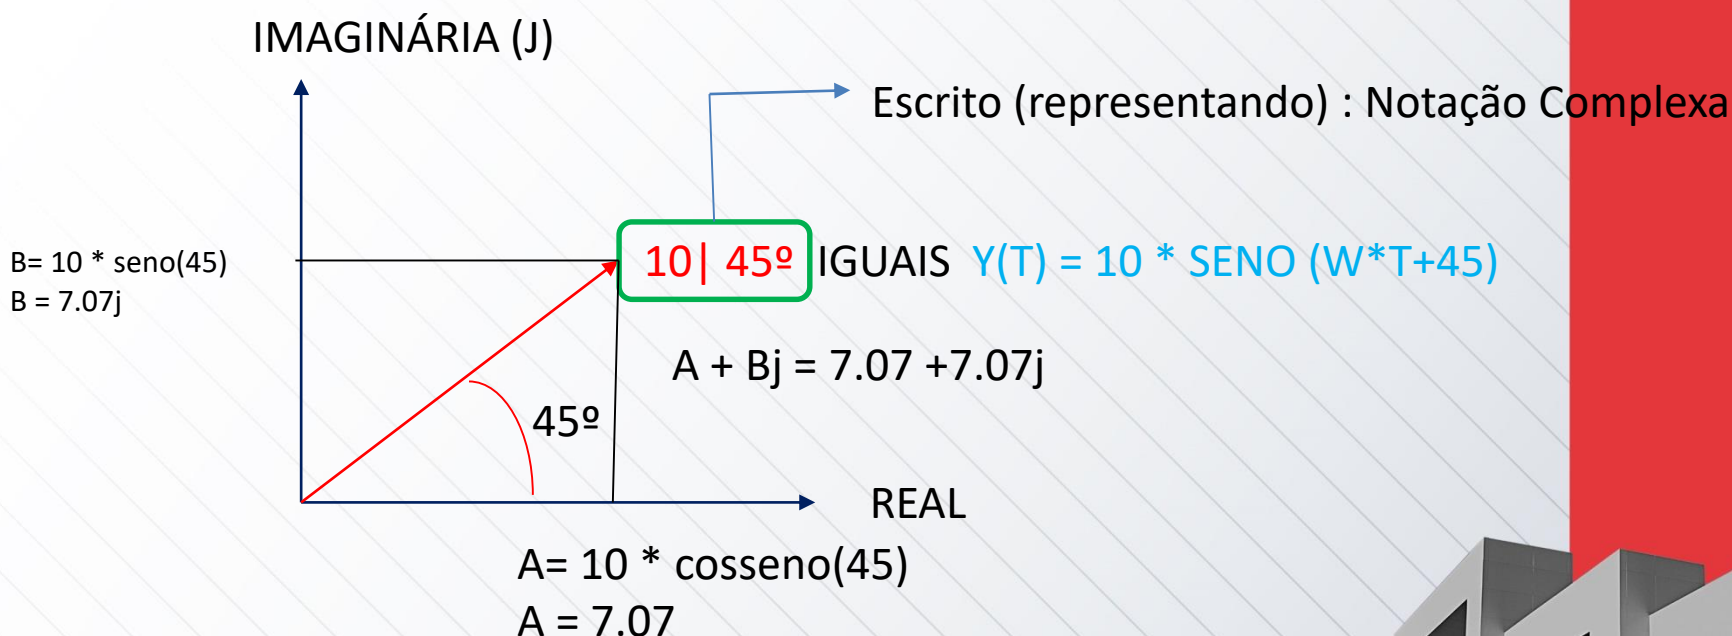 IMAGINÁRIA (J)
Escrito (representando) : Notação Complexa
B= 10 * seno(45)
B = 7.07j
10| 45º IGUAIS Y(T) = 10 * SENO (W*T+45)
A + Bj = 7.07 +7.07j
45º
REAL
A= 10 * cosseno(45)
A = 7.07